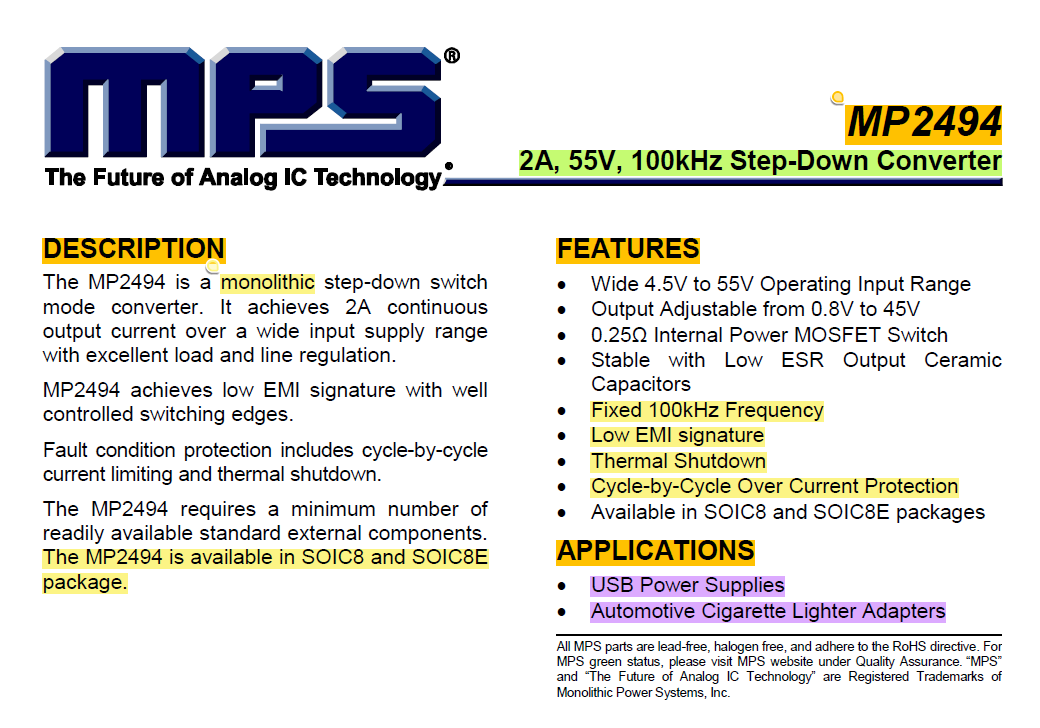 MPS®
The Future of Analog IC Technology
MP2494
2A, 55V, 100kHz Step-Down Converter
DESCRIPTION
The MP2494 is a monolithic step-down switch
mode converter. It achieves 2A continuous
output current over a wide input supply range
with excellent load and line regulation.
MP2494 achieves low EMI signature with well
controlled switching edges.
Fault condition protection includes cycle-by-cycle
current limiting and thermal shutdown.
The MP2494 requires a minimum number of
readily available standard external components.
The MP2494 is available in SOIC8 and SOIC8E
package.
FEATURES
• Wide 4.5V to 55V Operating Input Range
• Output Adjustable from 0.8V to 45V
• 0.25Ω Internal Power MOSFET Switch
• Stable with Low ESR Output Ceramic
Capacitors
• Fixed 100kHz Frequency
• Low EMI signature
• Thermal Shutdown
• Cycle-by-Cycle Over Current Protection
• Available in SOIC8 and SOIC8E packages
APPLICATIONS
• USB Power Supplies
• Automotive Cigarette Lighter Adapters
All MPS parts are lead-free, halogen free, and adhere to the RoHS directive. For
MPS green status, please visit MPS website under Quality Assurance. “MPS”
and “The Future of Analog IC Technology” are Registered Trademarks of
Monolithic Power Systems, Inc.